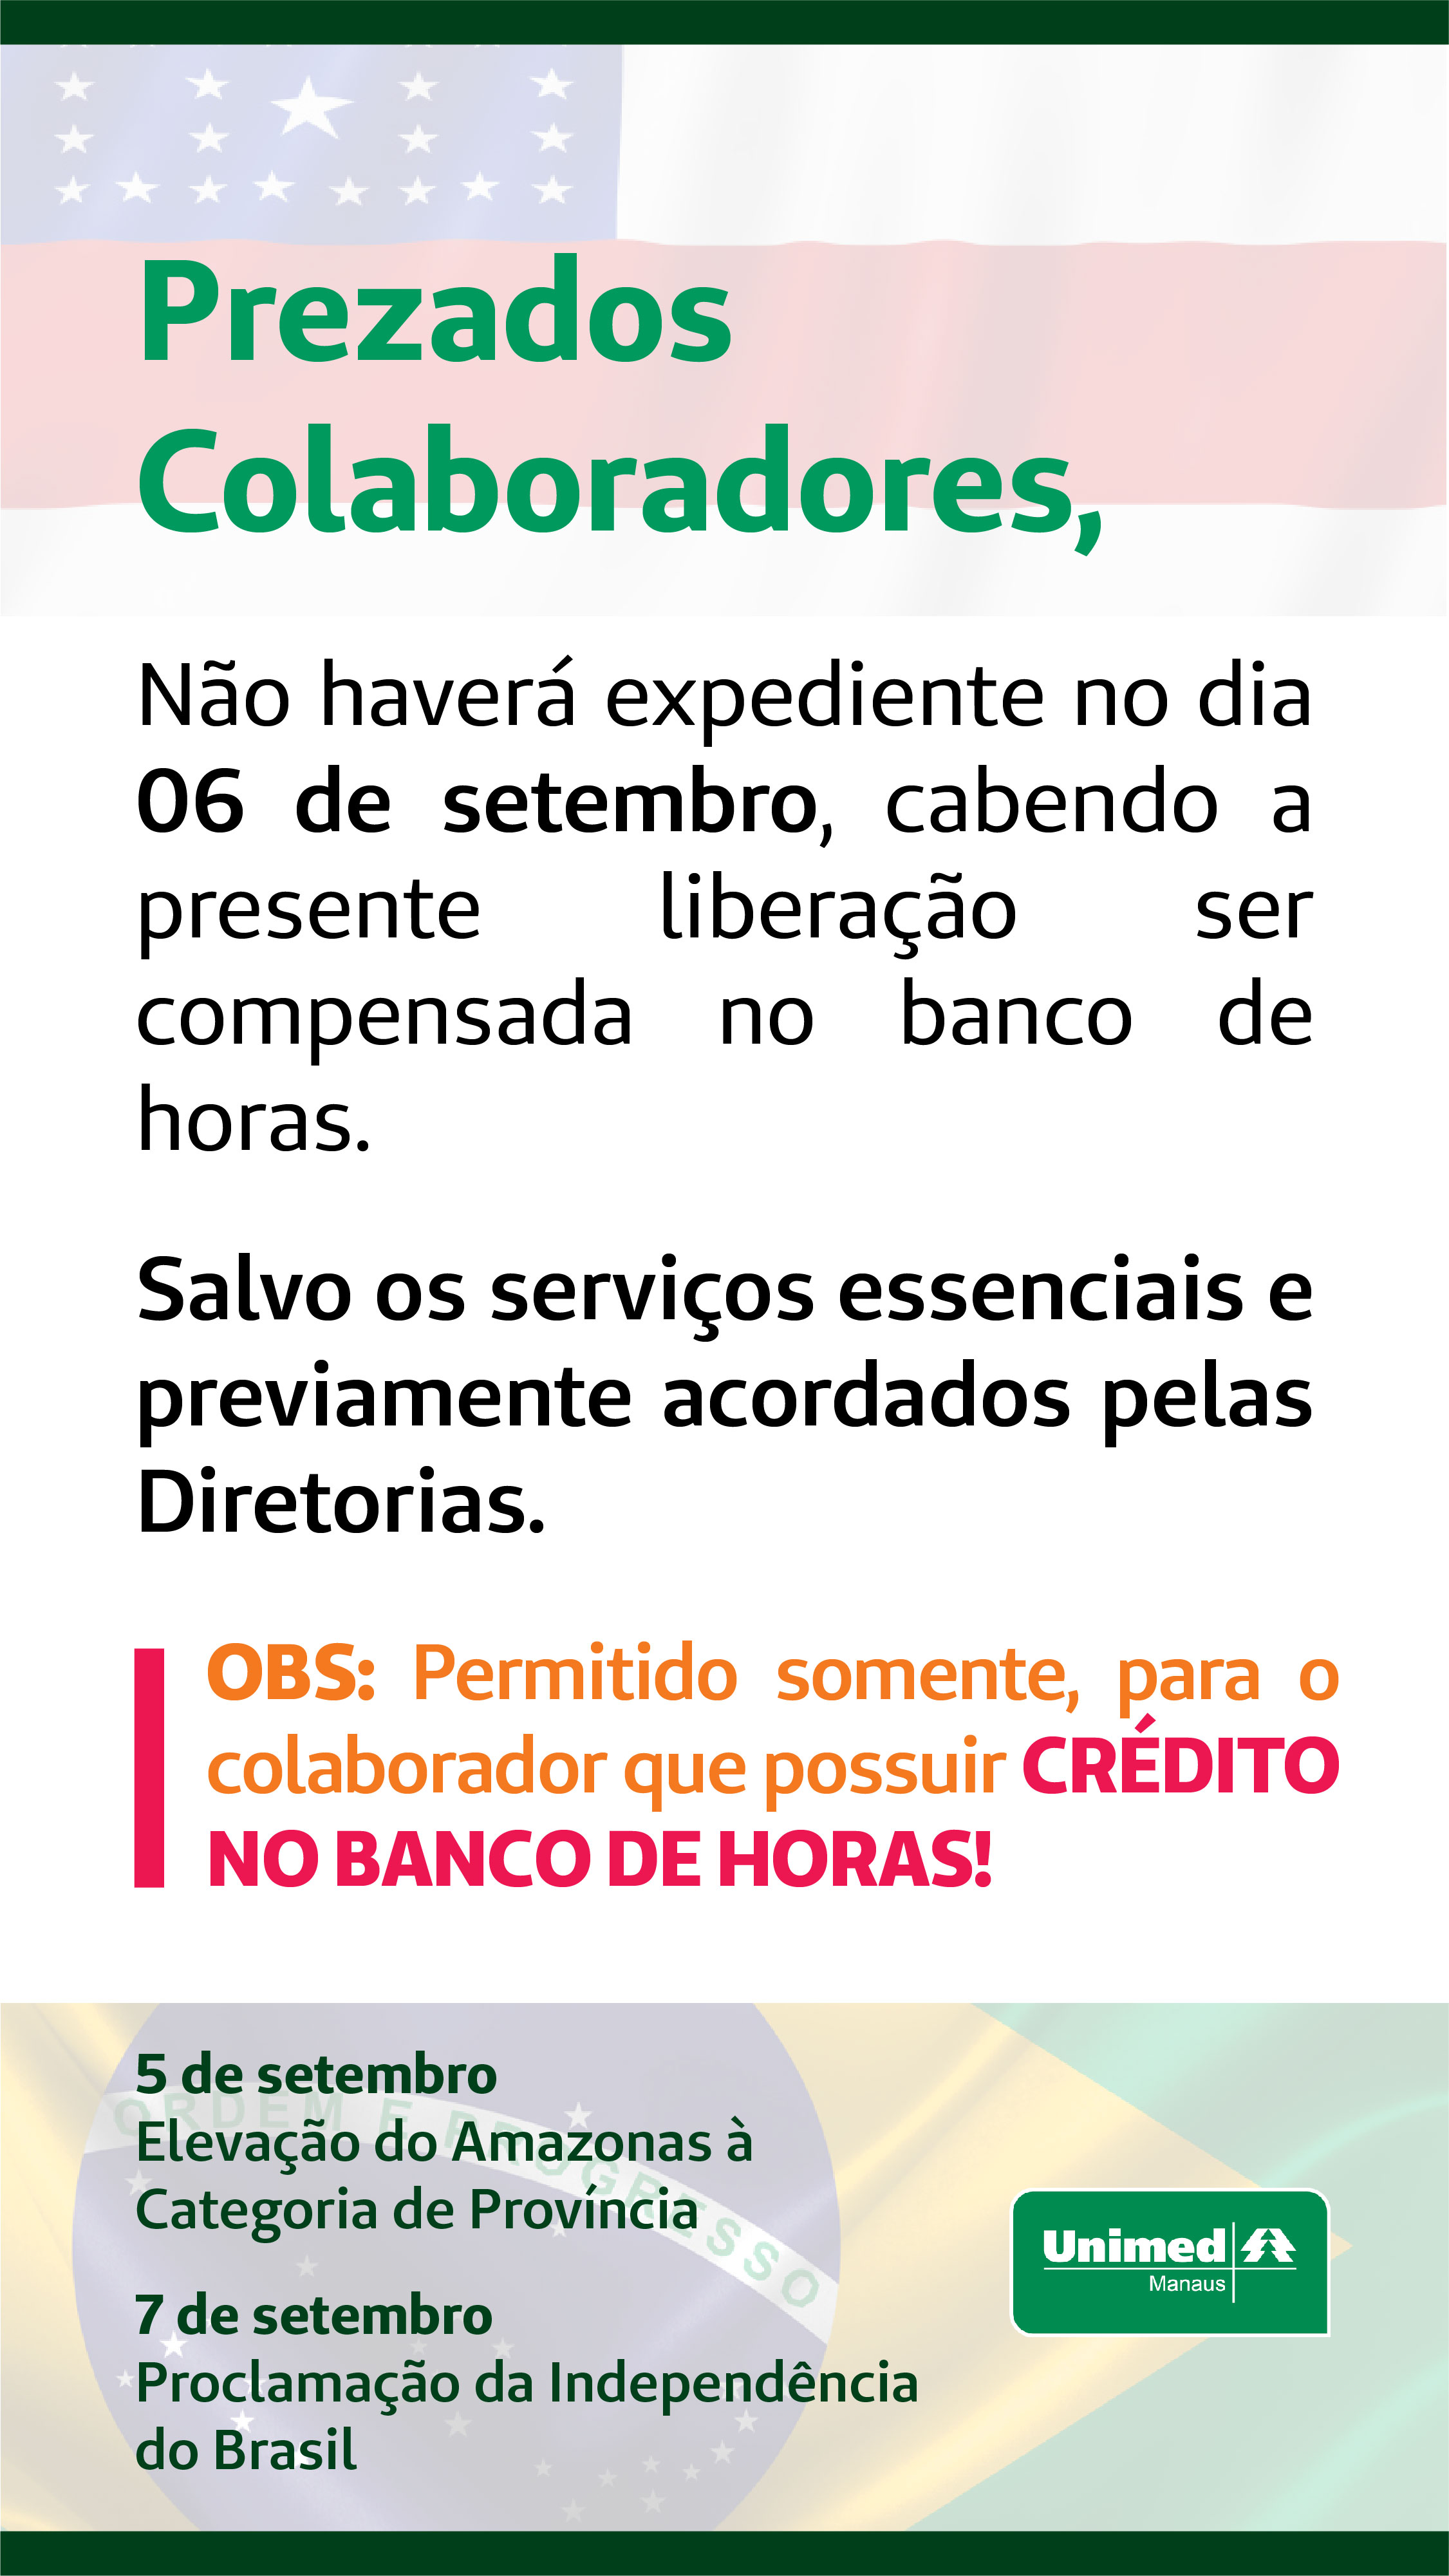 Prezados
Colaboradores,
Não haverá expediente no dia
06 de setembro, cabendo a
presente liberação ser
compensada no banco de
horas.
Salvo os serviços essenciais e
previamente acordados pelas
Diretorias.
OBS: Permitido somente, para o
colaborador que possuir CRÉDITO
NO BANCO DE HORAS!
ORDEM E PROGRESSO
5 de setembro
Elevação do Amazonas à
Categoria de Província
7 de setembro
Proclamação da Independência
do Brasil
Unimed
Manaus